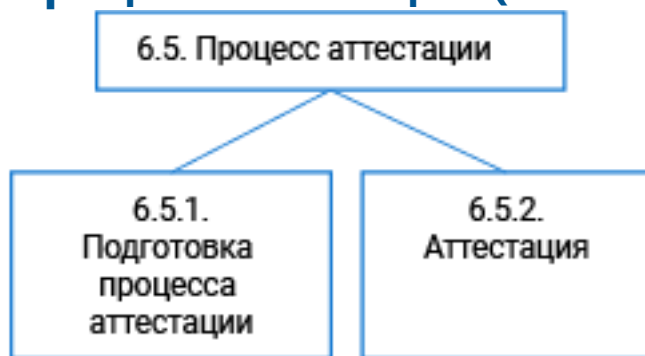 6.5. Процесс аттестации
6.5.1.
Подготовка
процесса
аттестации
6.5.2.
Аттестация